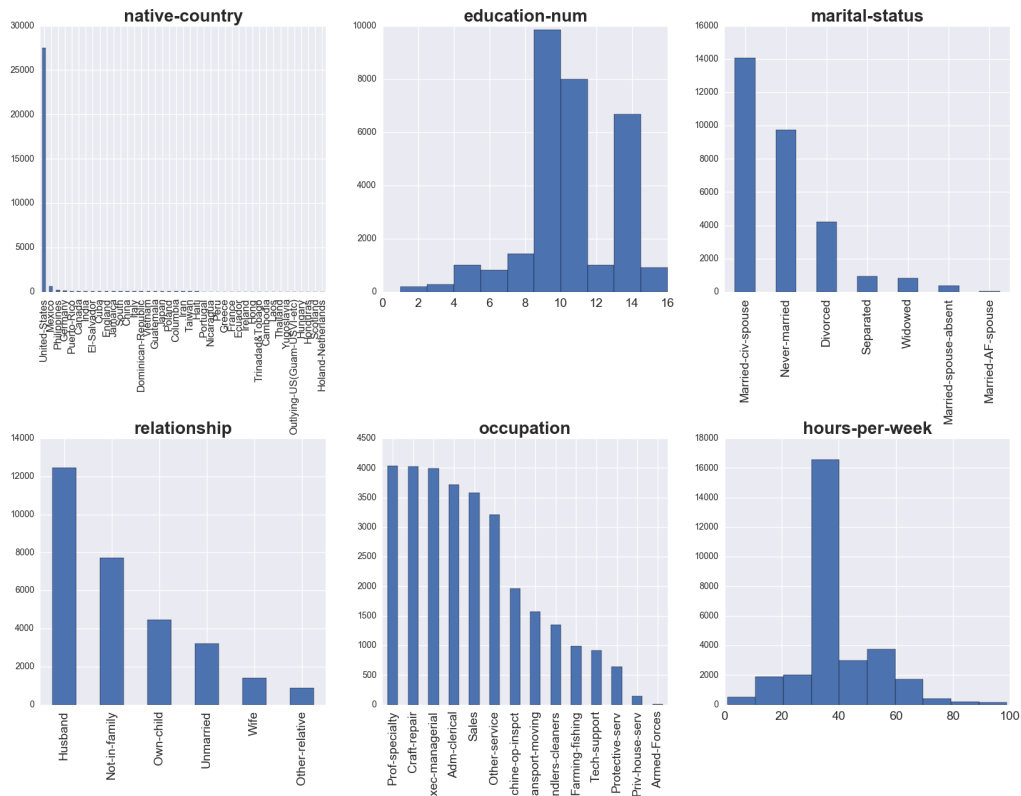 native-country
30000
25000
20000
15000
10000
5000
0
United-States
Mexico
Philippines
Germany
Puerto-Rico
Canada
India
El-Salvador
Cuba
England
Jamaica
South
China
Italy
Dominican-Republic
Vietnam
Guatemala
Japan
Poland
Columbia
Iran
Taiwan
Haiti
Portugal
Nicaragua
Peru
Greece
France
Ecuador
Ireland
Hong
Trinadad&Tobago
Cambodia
Laos
Thailand
Yugoslavia
Outlying-US(Guam-USVI-etc)
Hungary
Honduras
Scotland
Holand-Netherlands
education-num
10000
8000
6000
4000
2000
0
0 2 4 6 8 10 12 14 16
marital-status
16000
14000
12000
10000
8000
6000
4000
2000
0
Married-civ-spouse
Never-married
Divorced
Separated
Widowed
Married-spouse-absent
Married-AF-spouse
relationship
14000
12000
10000
8000
6000
4000
2000
0
Husband
Not-in-family
Own-child
Unmarried
Wife
Other-relative
occupation
4500
4000
3500
3000
2500
2000
1500
1000
500
0
Prof-specialty
Craft-repair
xec-managerial
Adm-clerical
Sales
Other-service
chine-op-inspct
ansport-moving
ndlers-cleaners
Farming-fishing
Tech-support
Protective-serv
Priv-house-serv
Armed-Forces
hours-per-week
18000
16000
14000
12000
10000
8000
6000
4000
2000
0
0 20 40 60 80 100